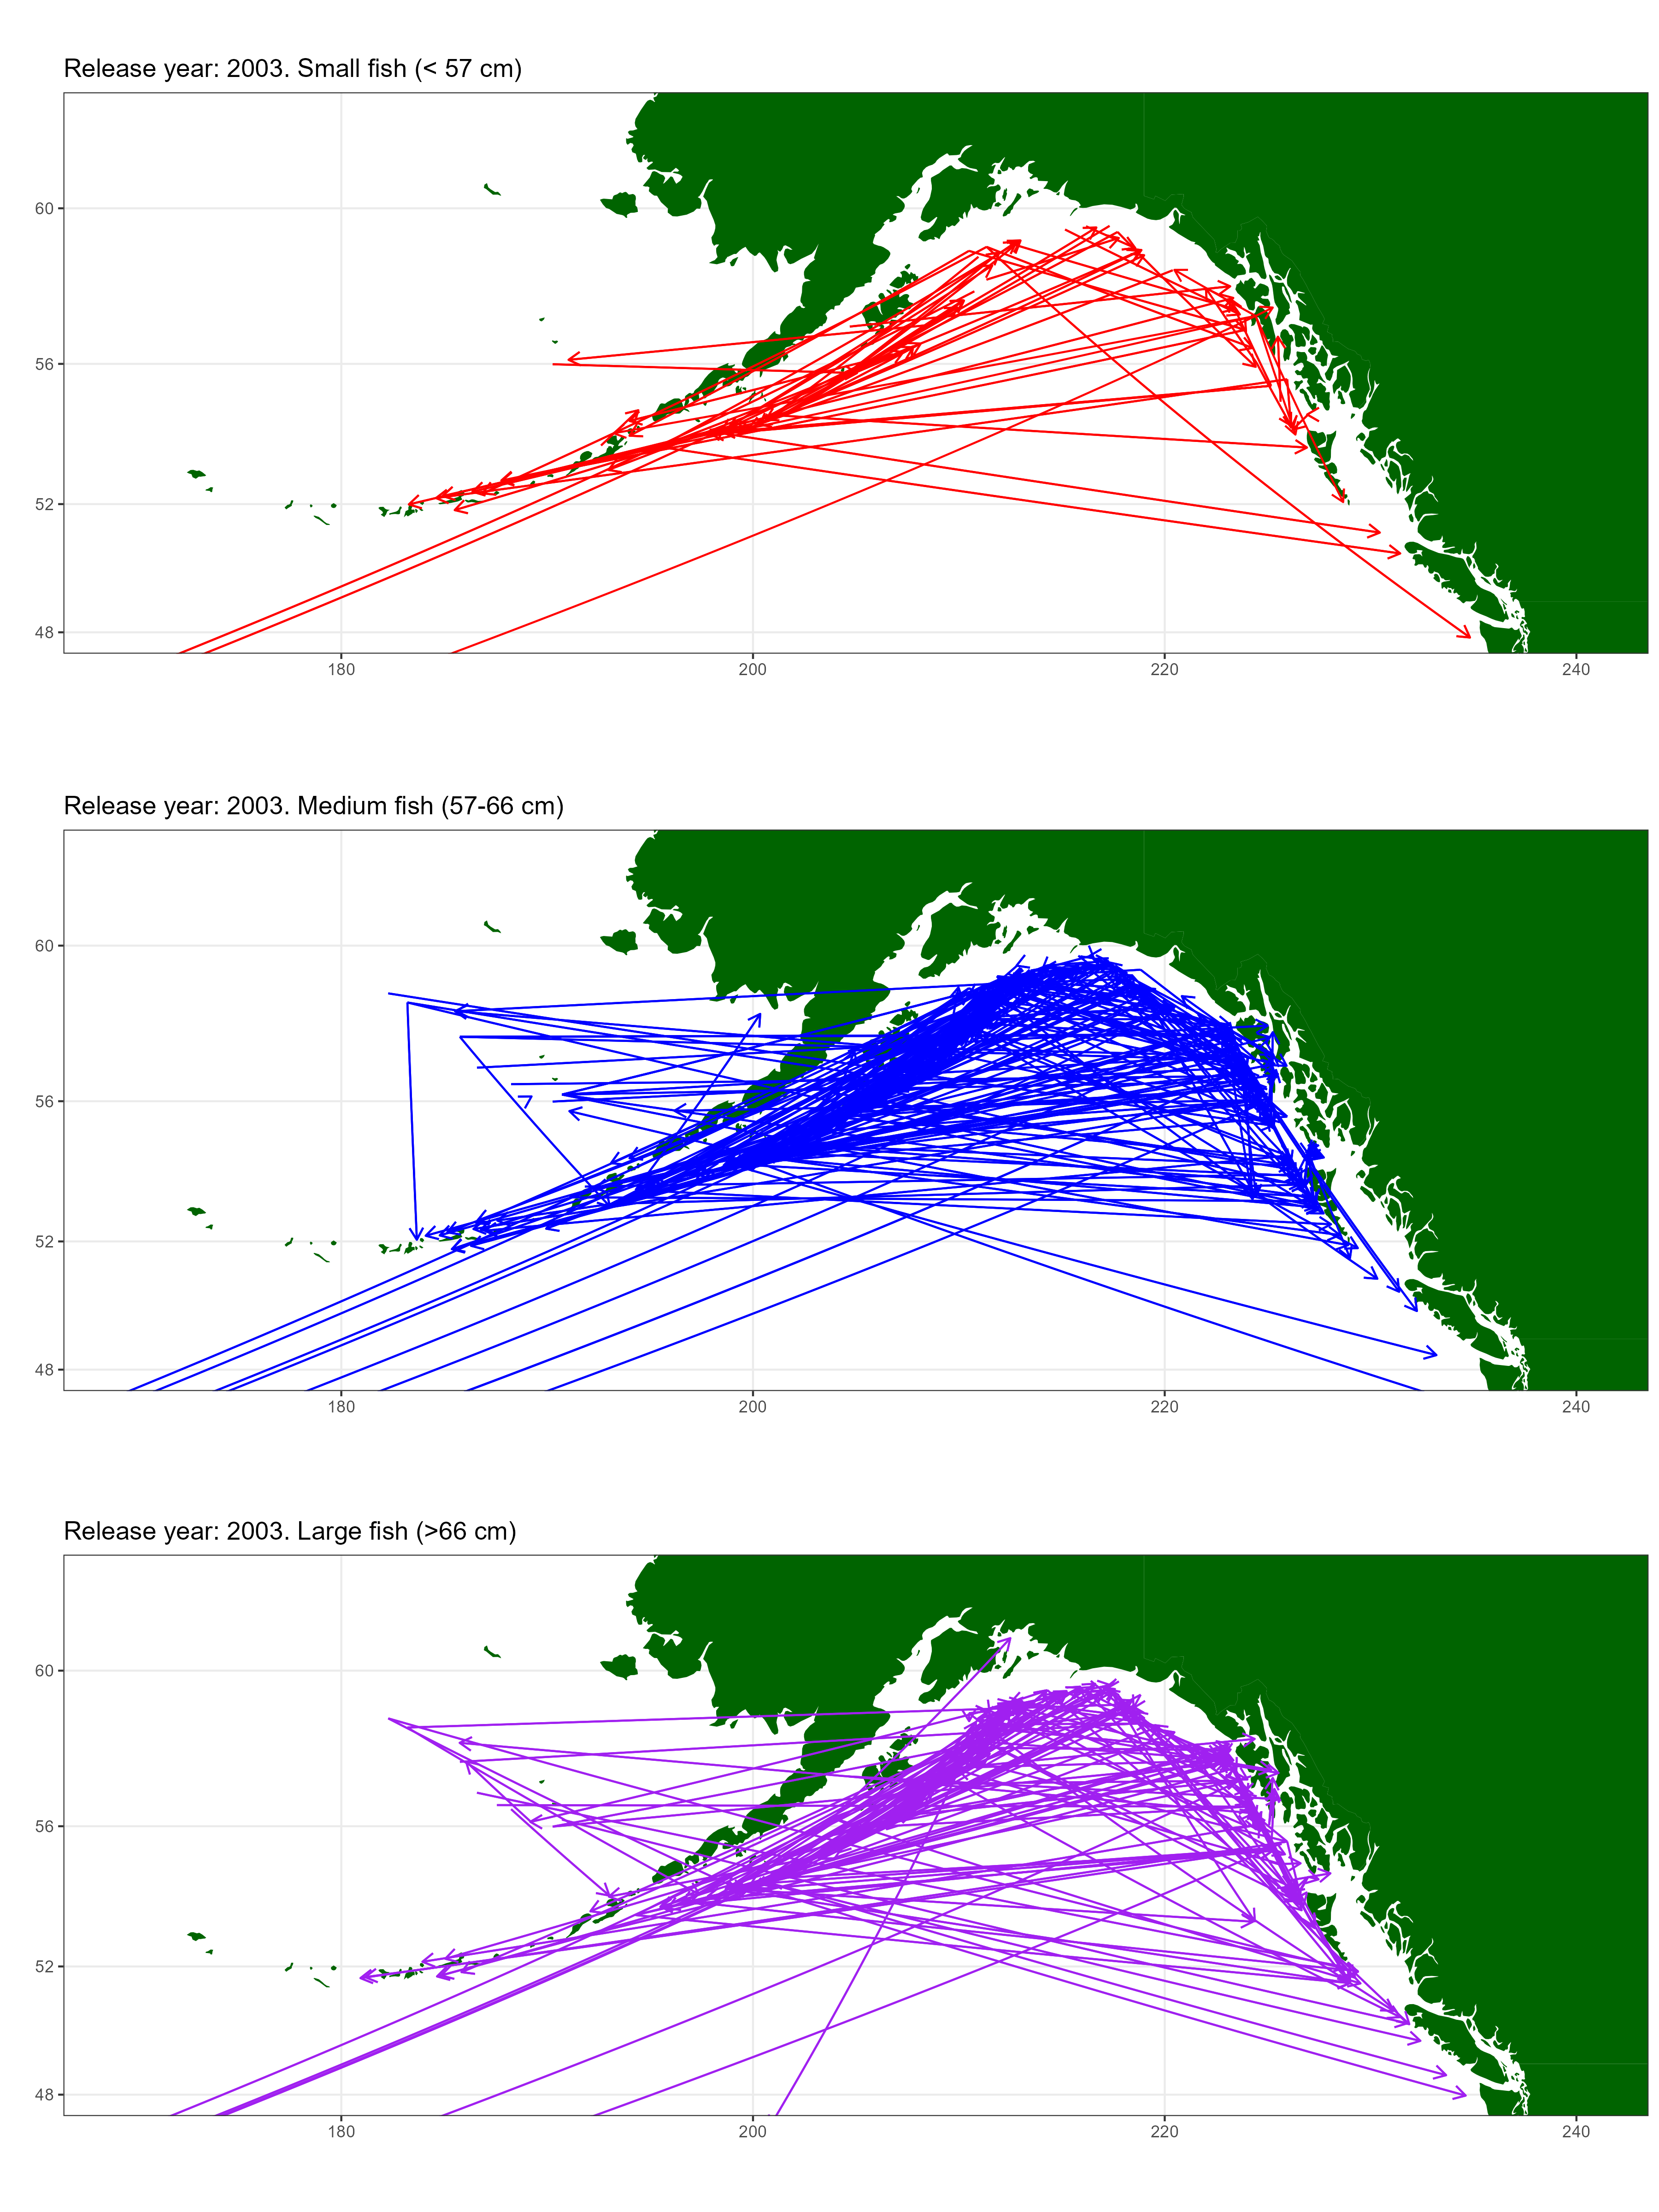 Release year: 2003. Small fish (< 57 cm)
60
56
52
48
180 200 220 240
Release year: 2003. Medium fish (57-66 cm)
60
56
52
48
180 200 220 240
Release year: 2003. Large fish (>66 cm)
60
56
52
48
180 200 220 240